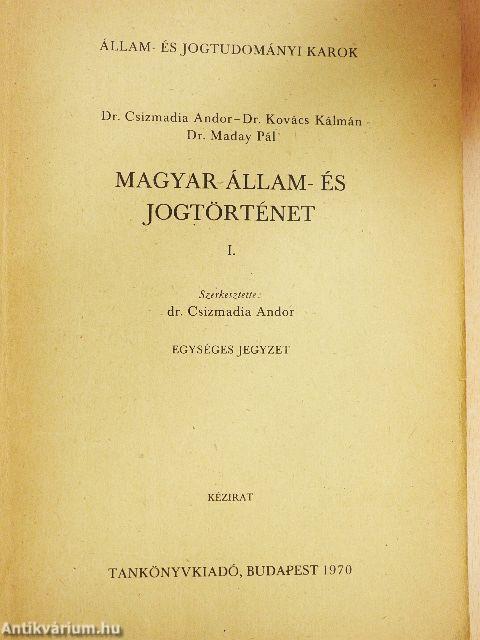 ÁLLAM- ÉS JOGTUDOMÁNYI KAROK
Dr. Csizmadia Andor–Dr. Kovács Kálmán–
Dr. Maday Pál
MAGYAR ÁLLAM- ÉS
JOGTÖRTÉNET
I.
Szerkesztette:
dr. Csizmadia Andor
EGYSÉGES JEGYZET
KÉZIRAT
TANKÖNYVKIADÓ, BUDAPEST 1970
Antikvárium.hu